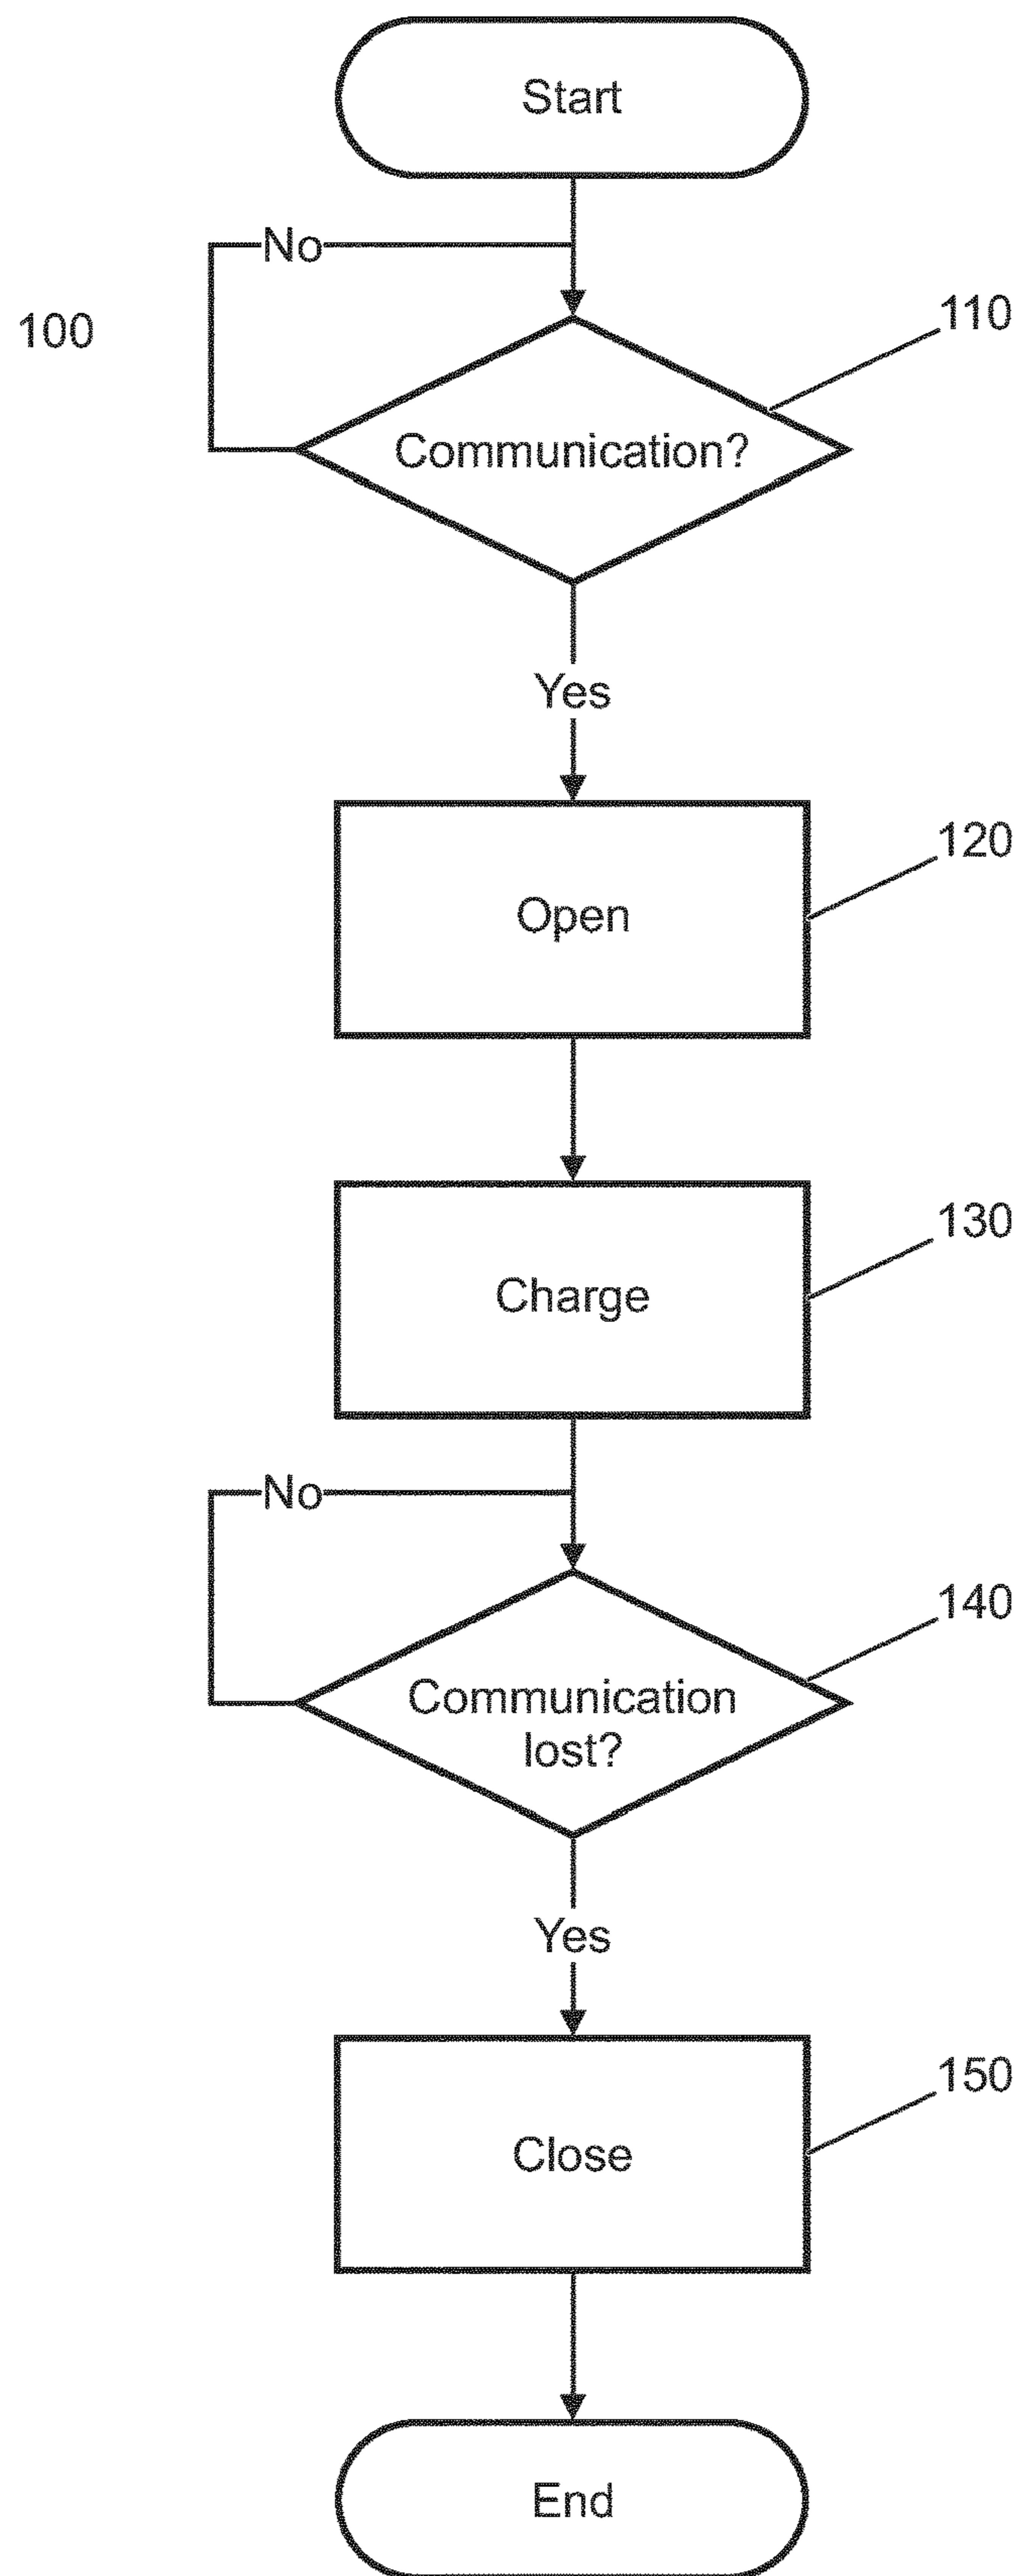 Start
No
100
110
Communication?
Yes
120
Open
130
Charge
No
140
Communication
lost?
Yes
150
Close
End